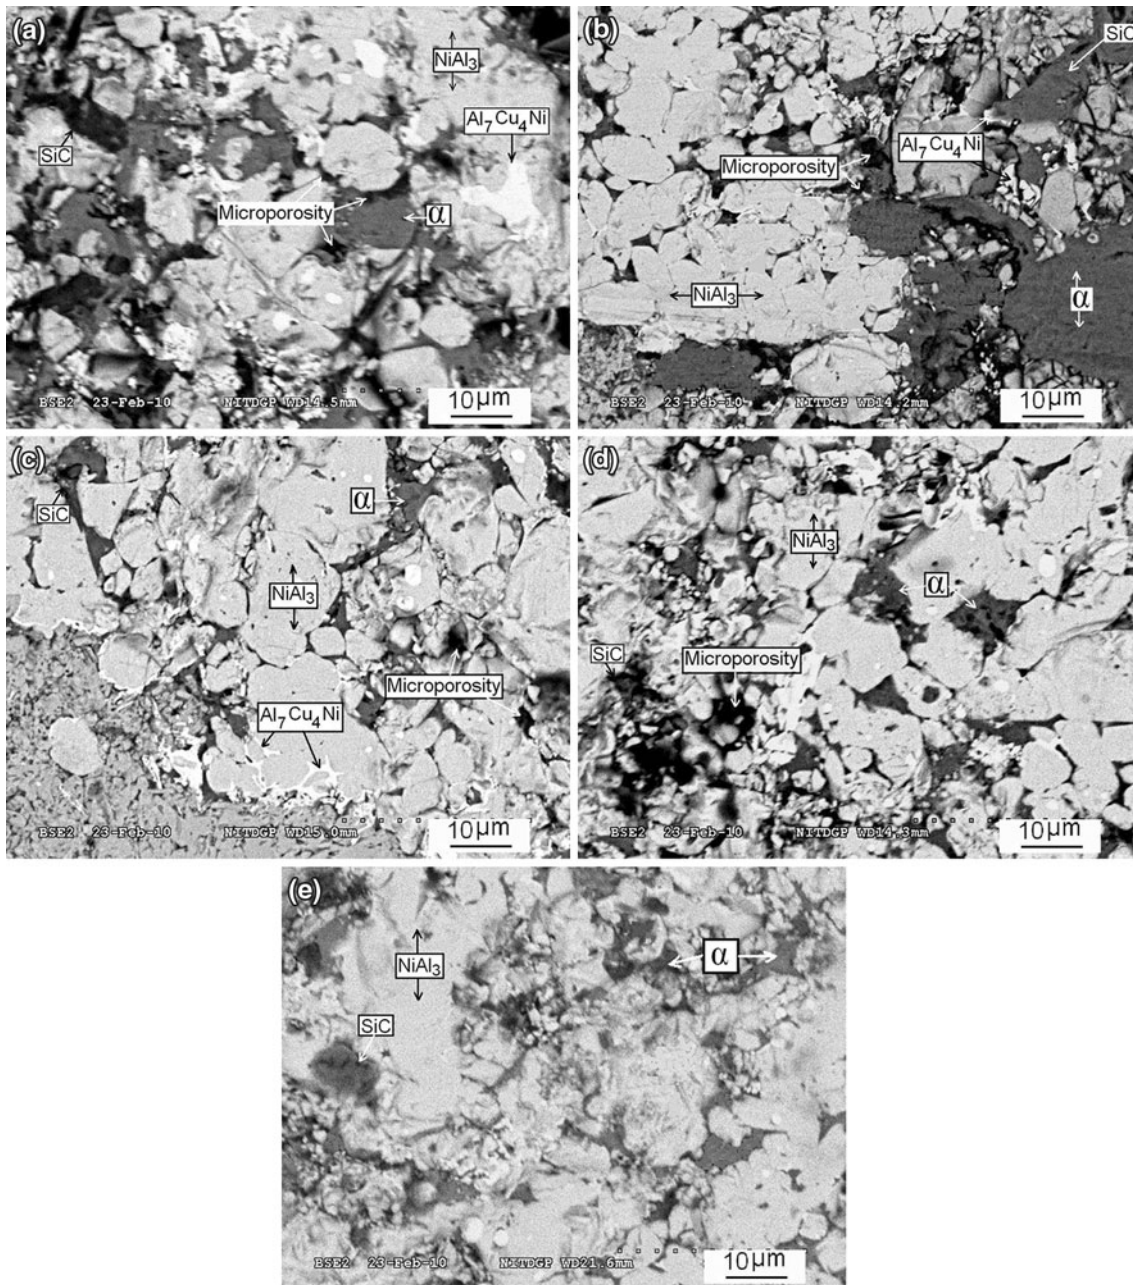 (a)
NiAl3
Al7Cu4Ni
SiC
Microporosity
α
BSE2 23-Feb-10 NITDGP WD14.5mm
10μm
(b)
SiC
Al7Cu4Ni
Microporosity
NiAl3
α
BSE2 23-Feb-10 NITDGP WD14.2mm
10μm
(c)
SiC
α
NiAl3
Microporosity
Al7Cu4Ni
BSE2 23-Feb-10 NITDGP WD15.0mm
10μm
(d)
NiAl3
α
SiC
Microporosity
BSE2 23-Feb-10 NITDGP WD14.3mm
10μm
(e)
α
NiAl3
SiC
BSE2 23-Feb-10 NITDGP WD21.6mm
10μm